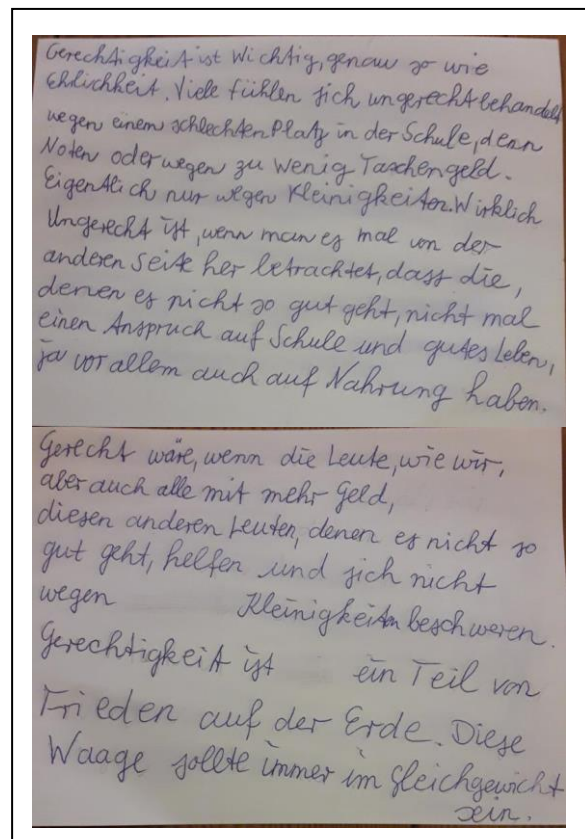 Gerechtigkeit ist wichtig, genau so wie
Ehrlichkeit. Viele fühlen sich ungerecht behandelt
wegen einem schlechten Platz in der Schule, denn
Noten oder wegen zu wenig Taschengeld.
Eigentlich nur wegen Kleinigkeiten. Wirklich
Ungerecht ist, wenn man es mal von der
anderen Seite her betrachtet, dass die,
denen es nicht so gut geht, nicht mal
einen Anspruch auf Schule und gutes Leben,
ja vor allem auch auf Nahrung haben.
Gerecht wäre, wenn die Leute, wie wir,
aber auch alle mit mehr Geld,
diesen anderen Leuten, denen es nicht so
gut geht, helfen und sich nicht
wegen Kleinigkeiten beschweren.
Gerechtigkeit ist ein Teil von
Frieden auf der Erde. Diese
Waage sollte immer im Gleichgewicht
sein.